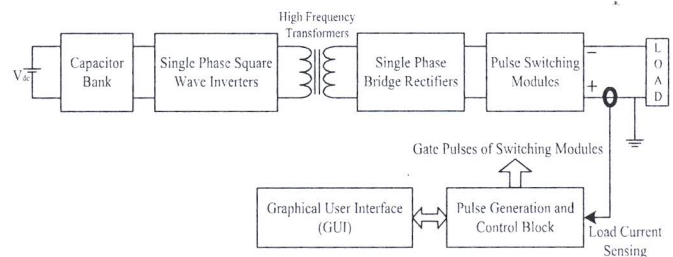 High Frequency
Transformers
Vdc
Capacitor
Bank
Single Phase Square
Wave Inverters
Single Phase
Bridge Rectifiers
Pulse Switching
Modules
−
+
L
O
A
D
Gate Pulses of Switching Modules
Graphical User Interface
(GUI)
Pulse Generation and
Control Block
Load Current
Sensing